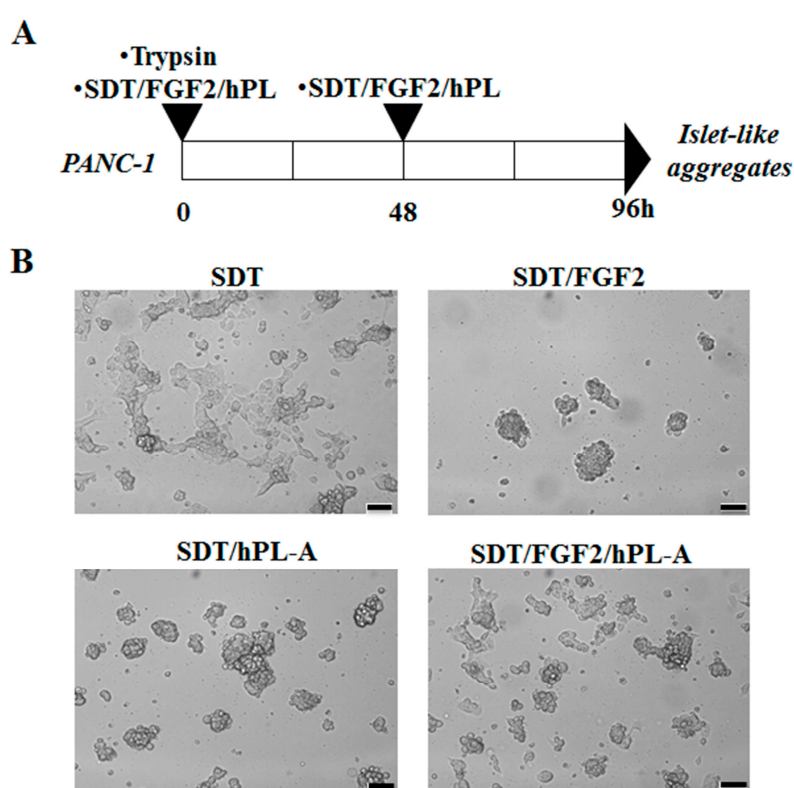 A
•Trypsin
•SDT/FGF2/hPL
•SDT/FGF2/hPL
PANC-1
Islet-like
aggregates
0
48
96h
B
SDT
SDT/FGF2
SDT/hPL-A
SDT/FGF2/hPL-A